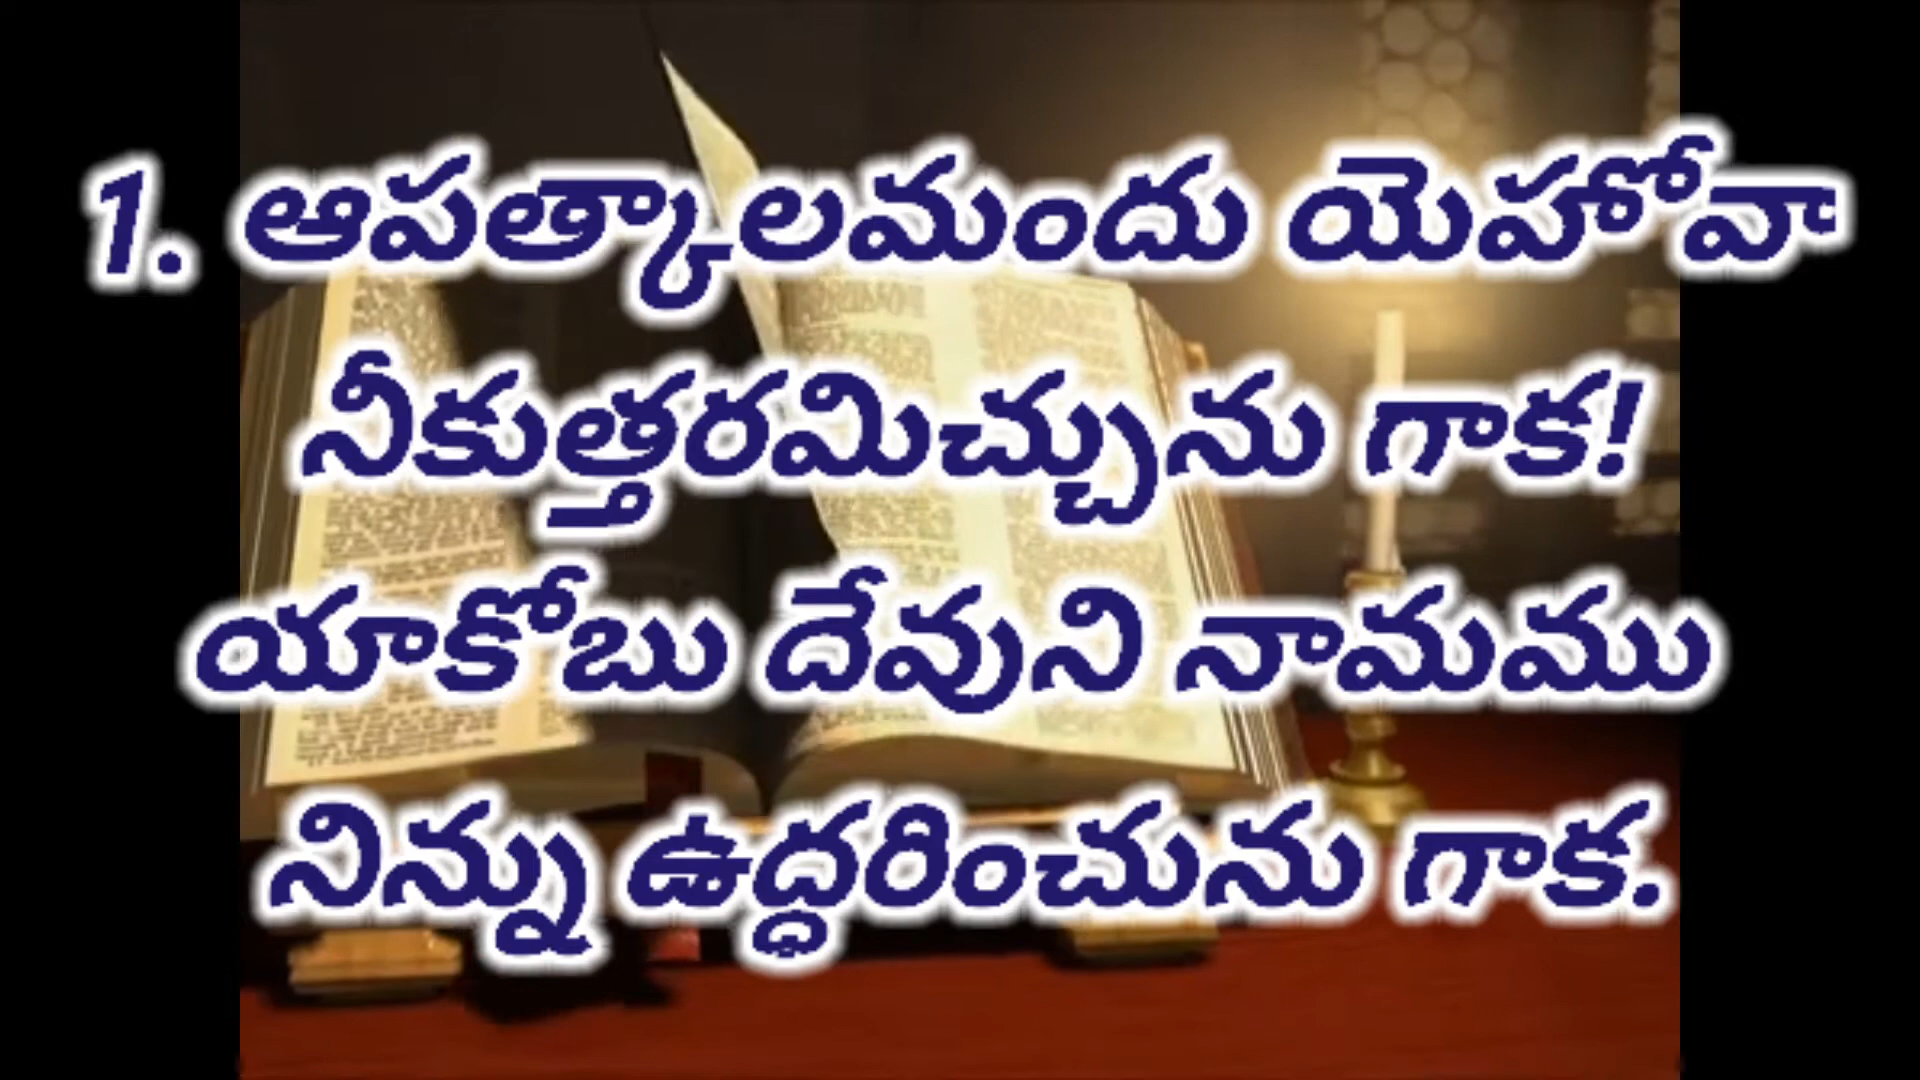 1. ఆపత్కాలమందు యెహోవా
నీకుత్తరమిచ్చును గాక!
యాకోబు దేవుని నామము
నిన్ను ఉద్ధరించును గాక.